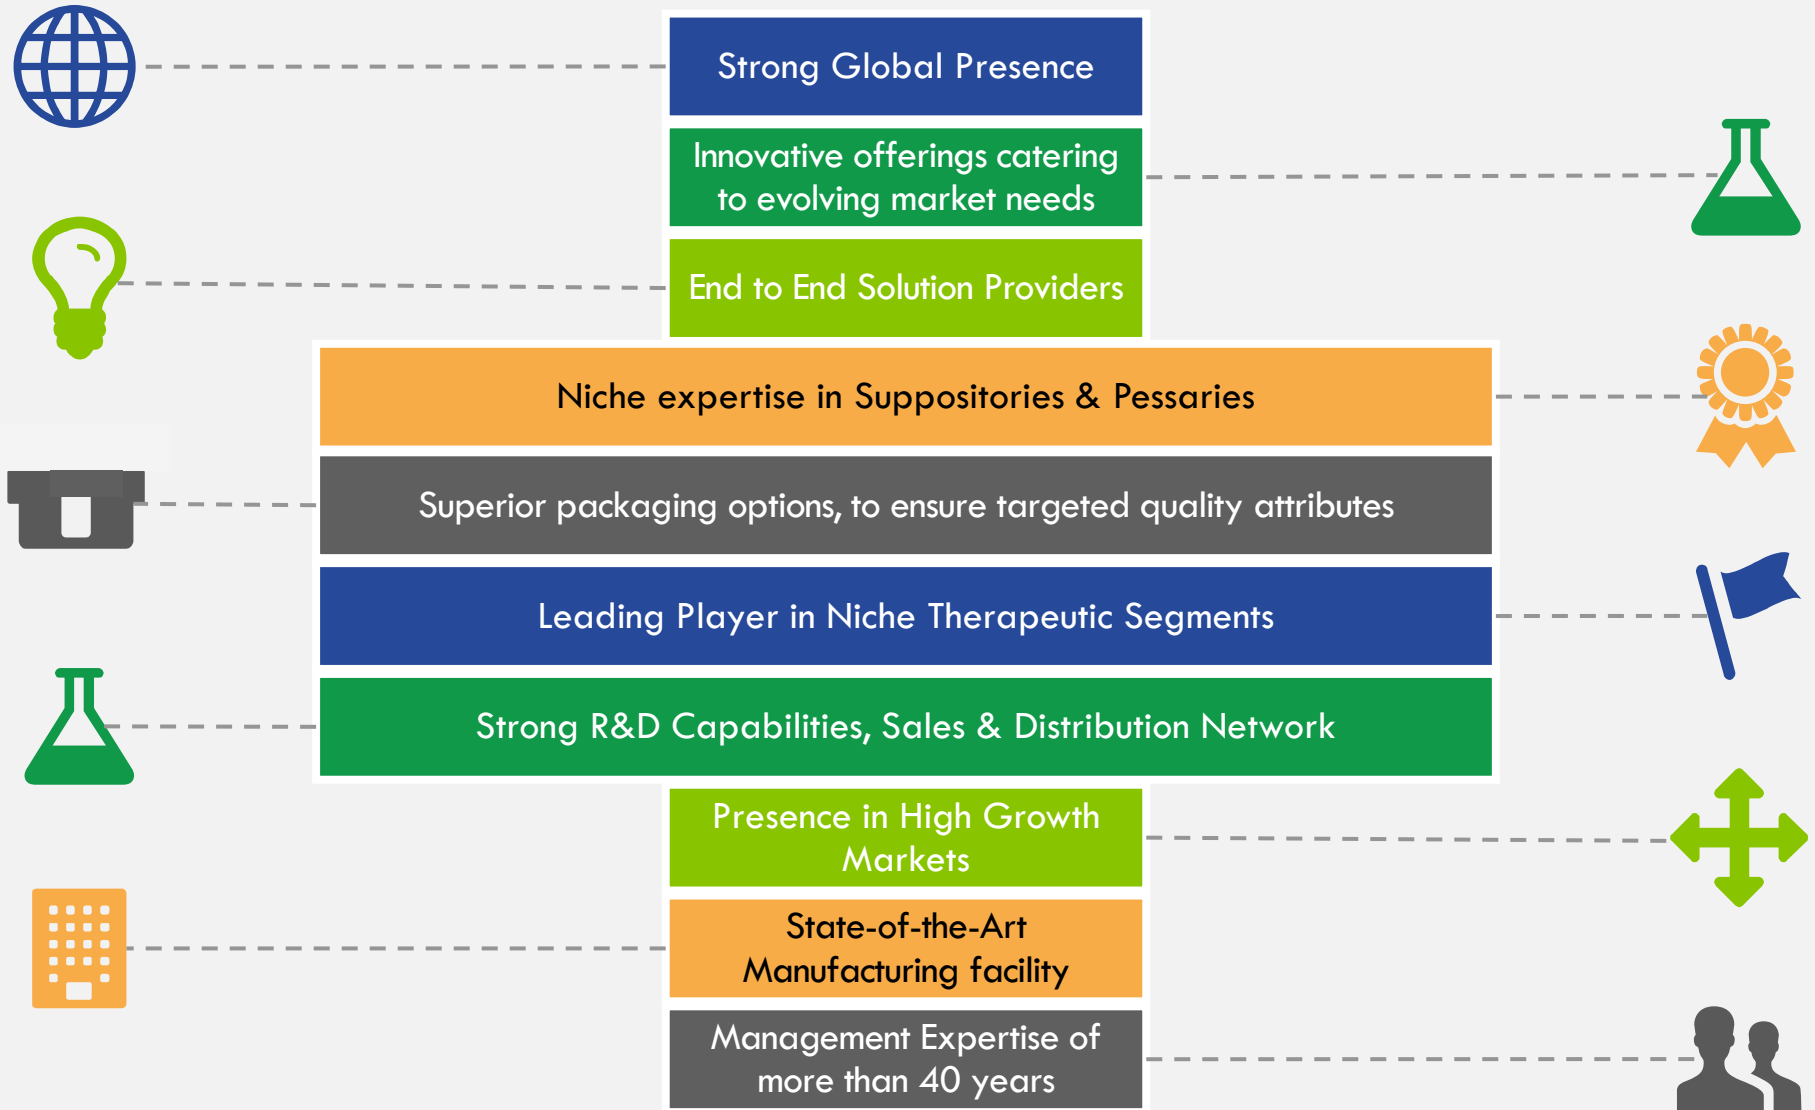 Strong Global Presence
Innovative offerings catering
to evolving market needs
End to End Solution Providers
Niche expertise in Suppositories & Pessaries
Superior packaging options, to ensure targeted quality attributes
Leading Player in Niche Therapeutic Segments
Strong R&D Capabilities, Sales & Distribution Network
Presence in High Growth
Markets
State-of-the-Art
Manufacturing facility
Management Expertise of
more than 40 years